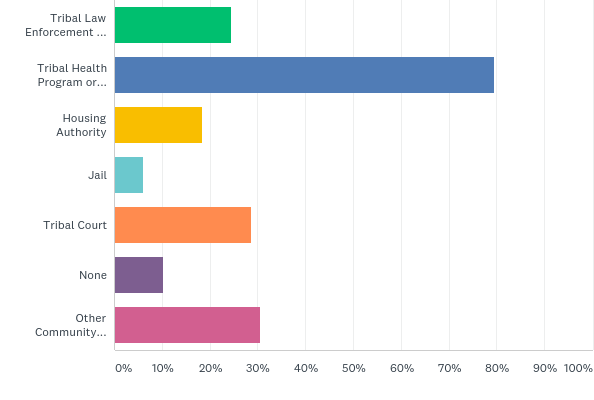 Tribal Law
Enforcement ...
Tribal Health
Program or...
Housing
Authority
Jail
Tribal Court
None
Other
Community...
0% 10% 20% 30% 40% 50% 60% 70% 80% 90% 100%